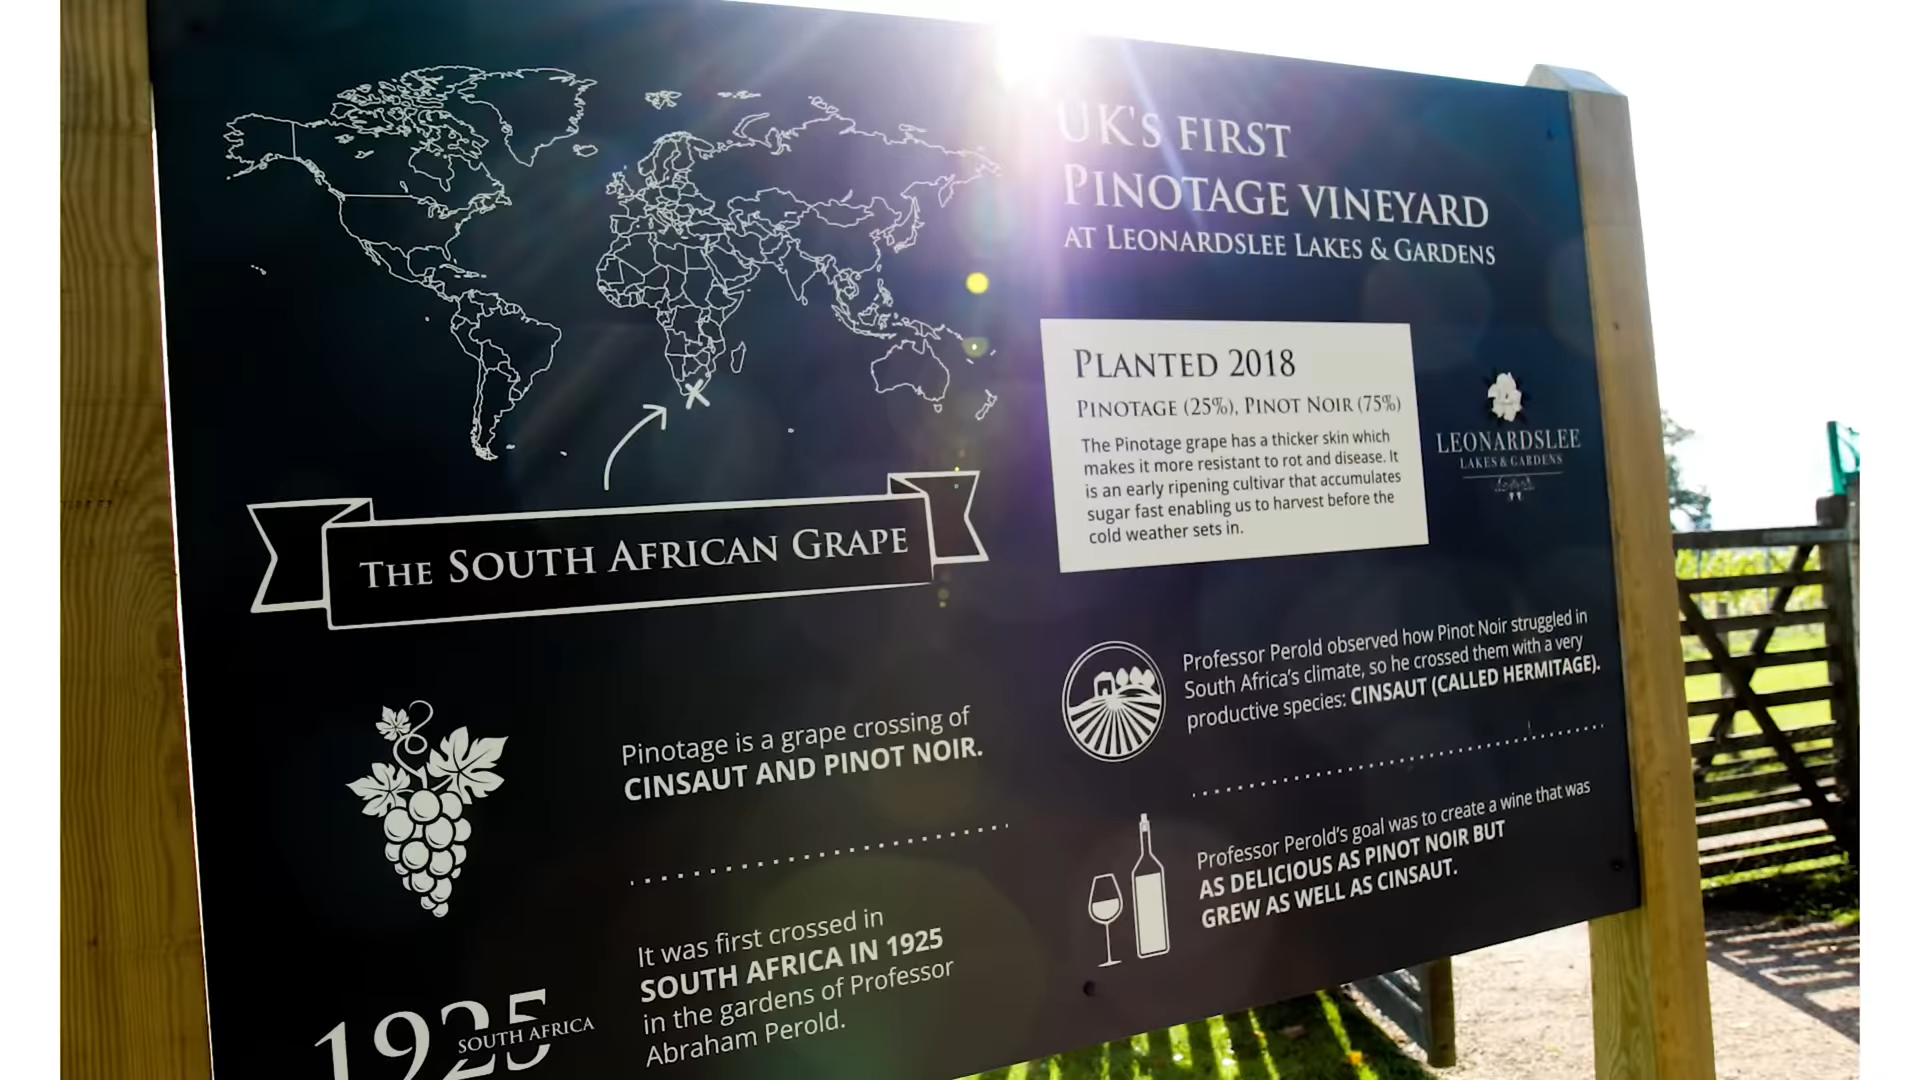 UK'S FIRST
PINOTAGE VINEYARD
AT LEONARDSLEE LAKES & GARDENS
PLANTED 2018
PINOTAGE (25%), PINOT NOIR (75%)
The Pinotage grape has a thicker skin which
makes it more resistant to rot and disease. It
is an early ripening cultivar that accumulates
sugar fast enabling us to harvest before the
cold weather sets in.
LEONARDSLEE
LAKES & GARDENS
THE SOUTH AFRICAN GRAPE
Pinotage is a grape crossing of
CINSAUT AND PINOT NOIR.
It was first crossed in
SOUTH AFRICA IN 1925
in the gardens of Professor
Abraham Perold.
1925
SOUTH AFRICA
Professor Perold observed how Pinot Noir struggled in
South Africa's climate, so he crossed them with a very
productive species: CINSAUT (CALLED HERMITAGE).
Professor Perold's goal was to create a wine that was
AS DELICIOUS AS PINOT NOIR BUT
GREW AS WELL AS CINSAUT.